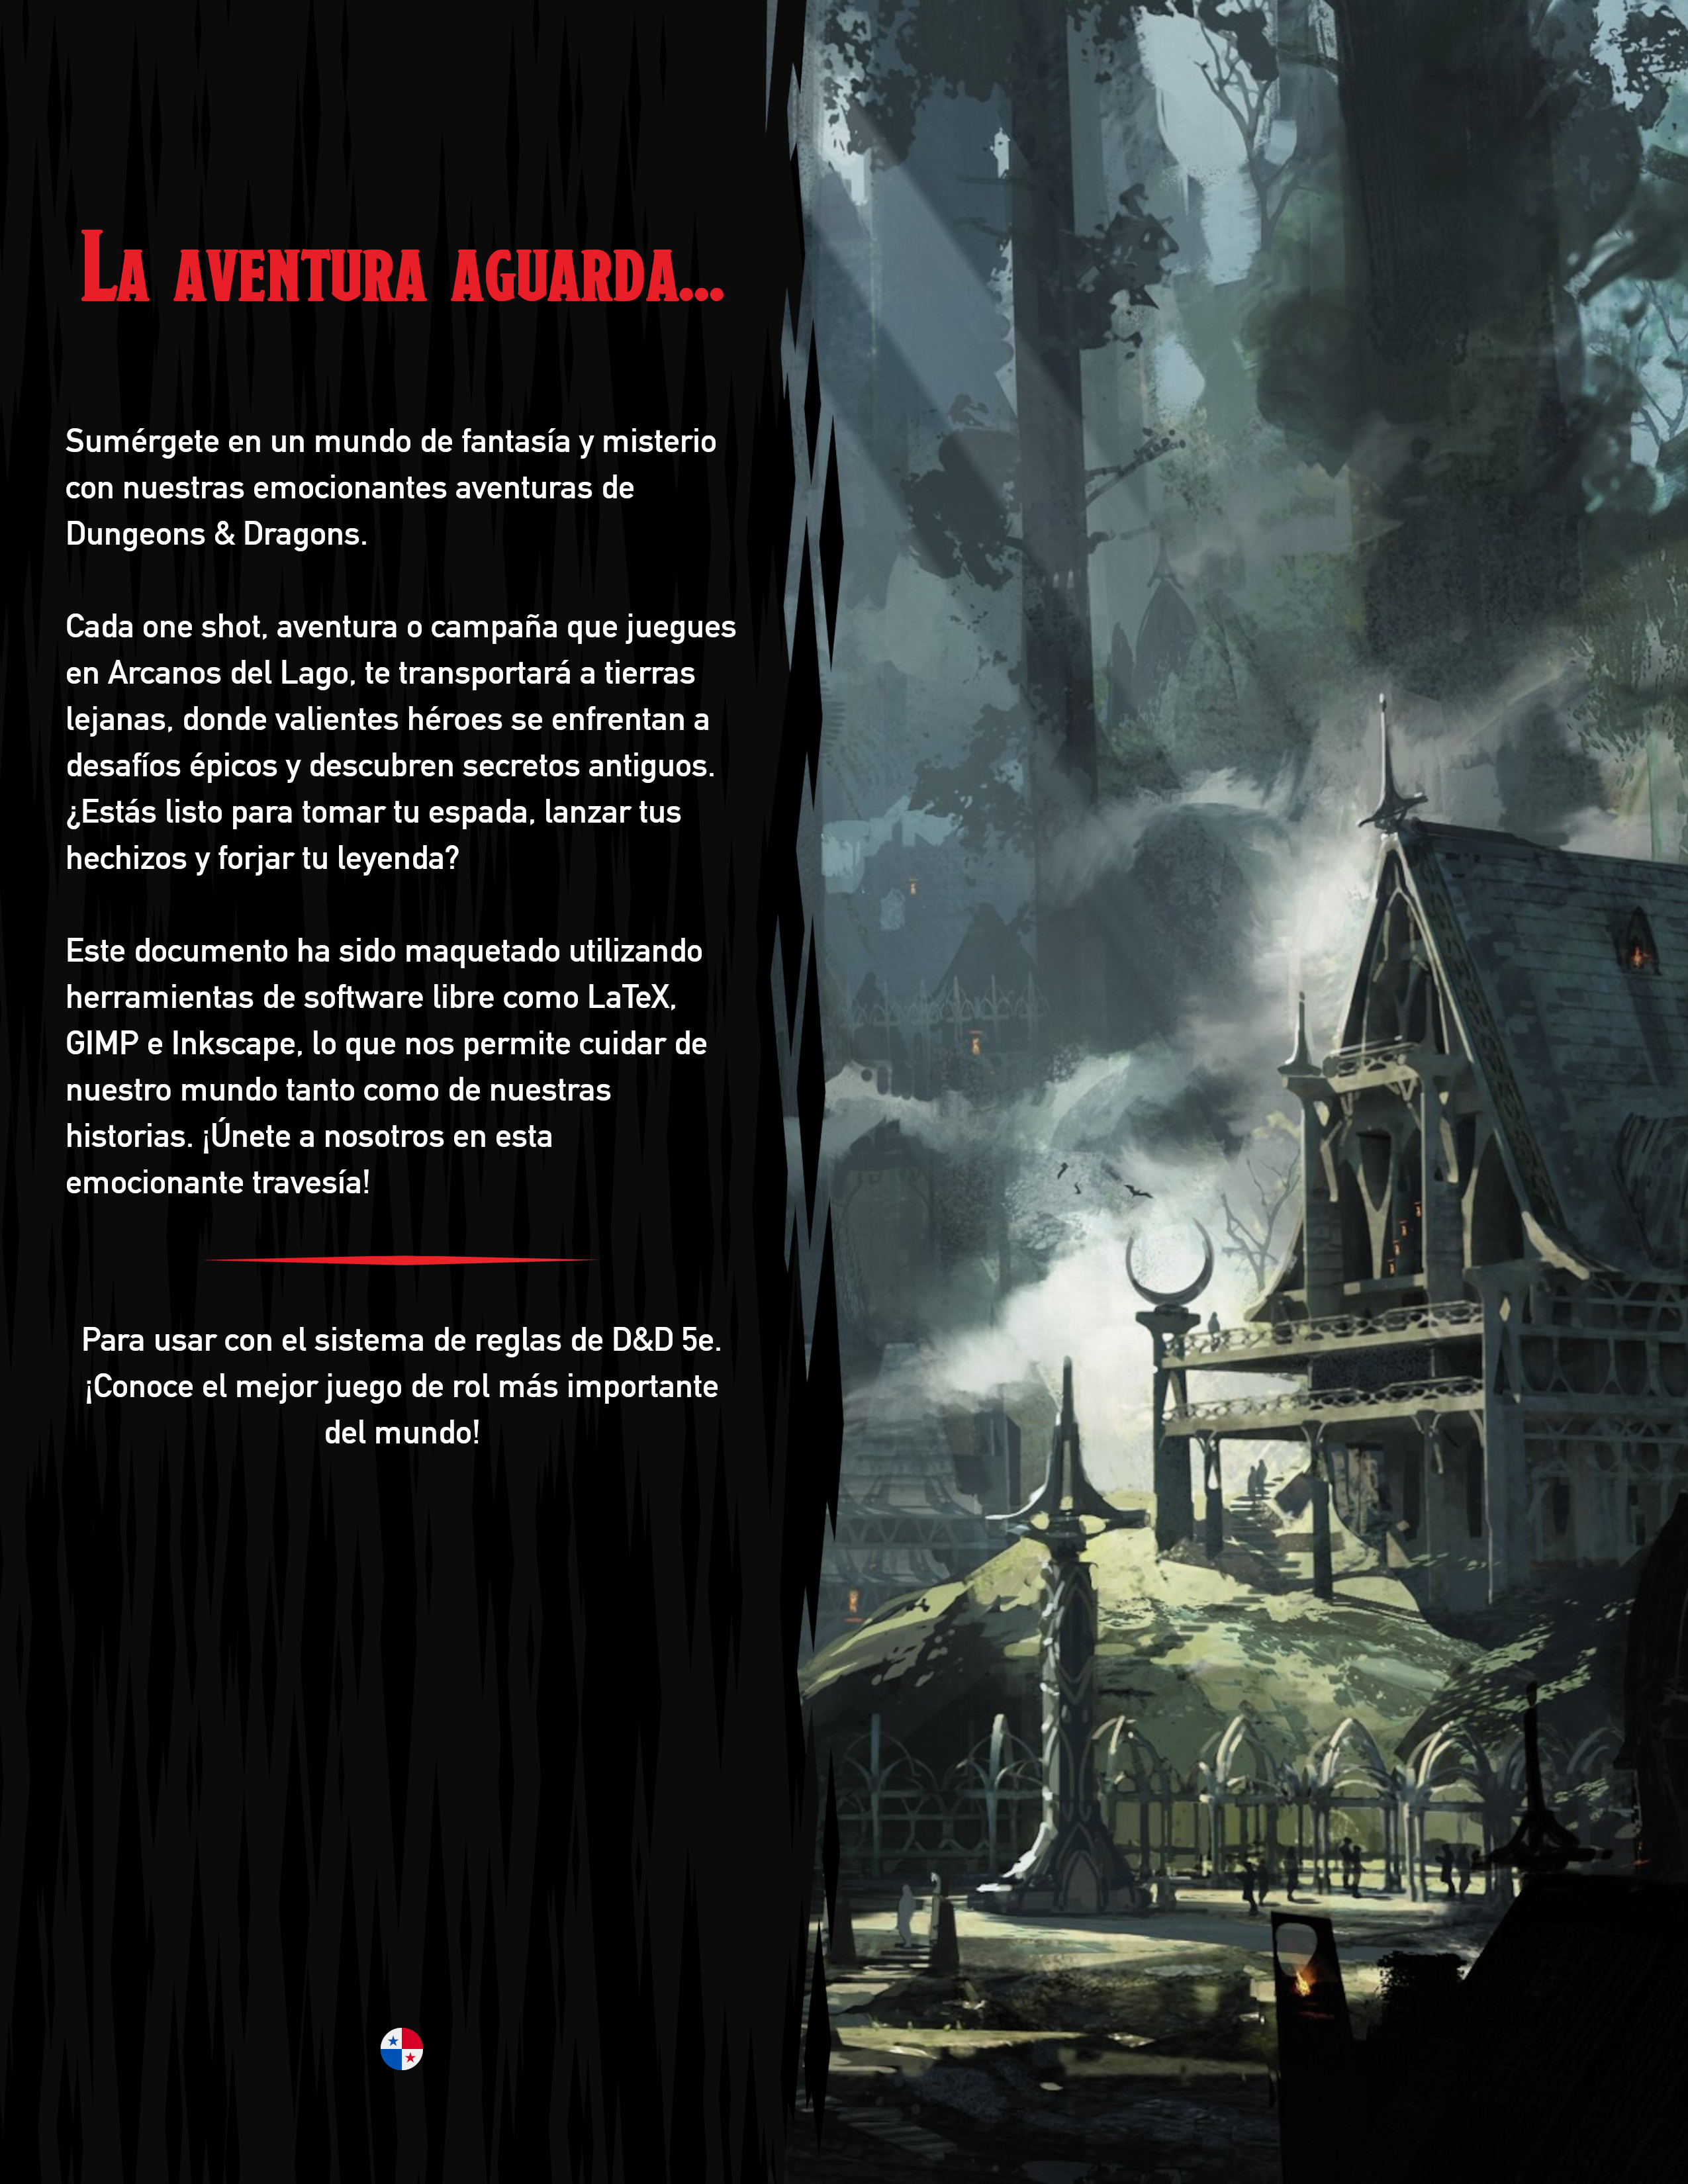 La aventura aguarda...
Sumérgete en un mundo de fantasía y misterio
con nuestras emocionantes aventuras de
Dungeons & Dragons.
Cada one shot, aventura o campaña que juegues
en Arcanos del Lago, te transportará a tierras
lejanas, donde valientes héroes se enfrentan a
desafíos épicos y descubren secretos antiguos.
¿Estás listo para tomar tu espada, lanzar tus
hechizos y forjar tu leyenda?
Este documento ha sido maquetado utilizando
herramientas de software libre como LaTeX,
GIMP e Inkscape, lo que nos permite cuidar de
nuestro mundo tanto como de nuestras
historias. ¡Únete a nosotros en esta
emocionante travesía!
Para usar con el sistema de reglas de D&D 5e.
¡Conoce el mejor juego de rol más importante
del mundo!